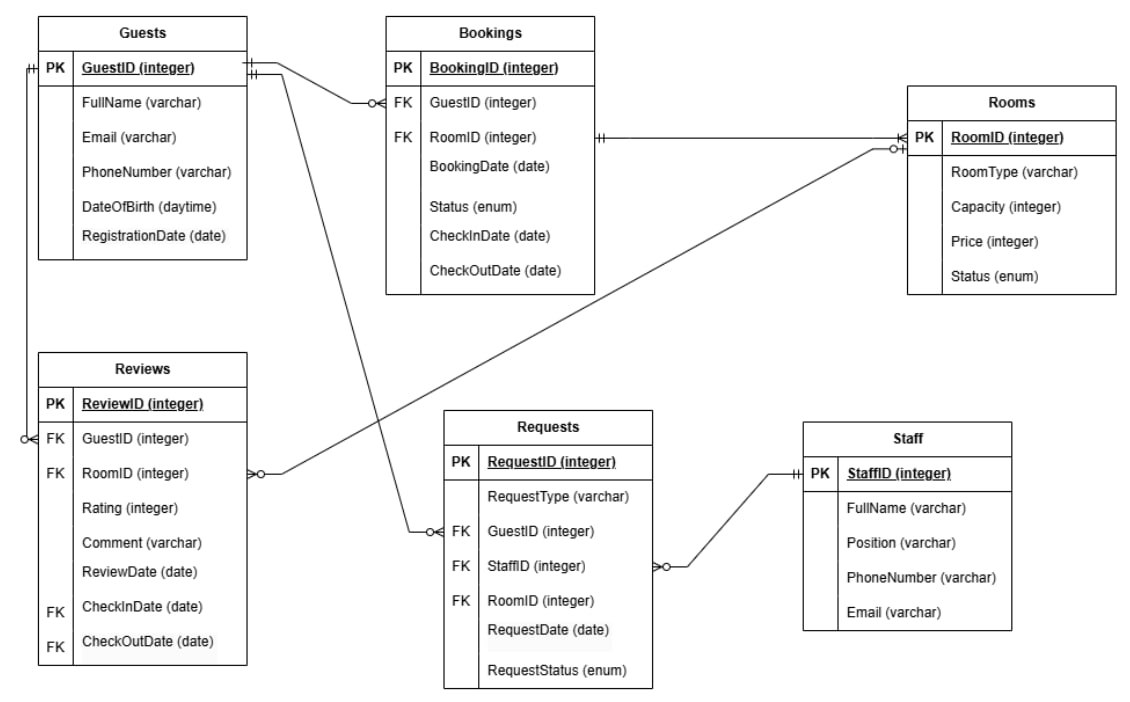 Guests
PK GuestID (integer)
FullName (varchar)
Email (varchar)
PhoneNumber (varchar)
DateOfBirth (daytime)
RegistrationDate (date)
Bookings
PK BookingID (integer)
FK GuestID (integer)
FK RoomID (integer)
BookingDate (date)
Status (enum)
CheckInDate (date)
CheckOutDate (date)
Rooms
PK RoomID (integer)
RoomType (varchar)
Capacity (integer)
Price (integer)
Status (enum)
Reviews
PK ReviewID (integer)
FK GuestID (integer)
FK RoomID (integer)
Rating (integer)
Comment (varchar)
ReviewDate (date)
FK CheckInDate (date)
FK CheckOutDate (date)
Requests
PK RequestID (integer)
RequestType (varchar)
FK GuestID (integer)
FK StaffID (integer)
FK RoomID (integer)
RequestDate (date)
RequestStatus (enum)
Staff
PK StaffID (integer)
FullName (varchar)
Position (varchar)
PhoneNumber (varchar)
Email (varchar)